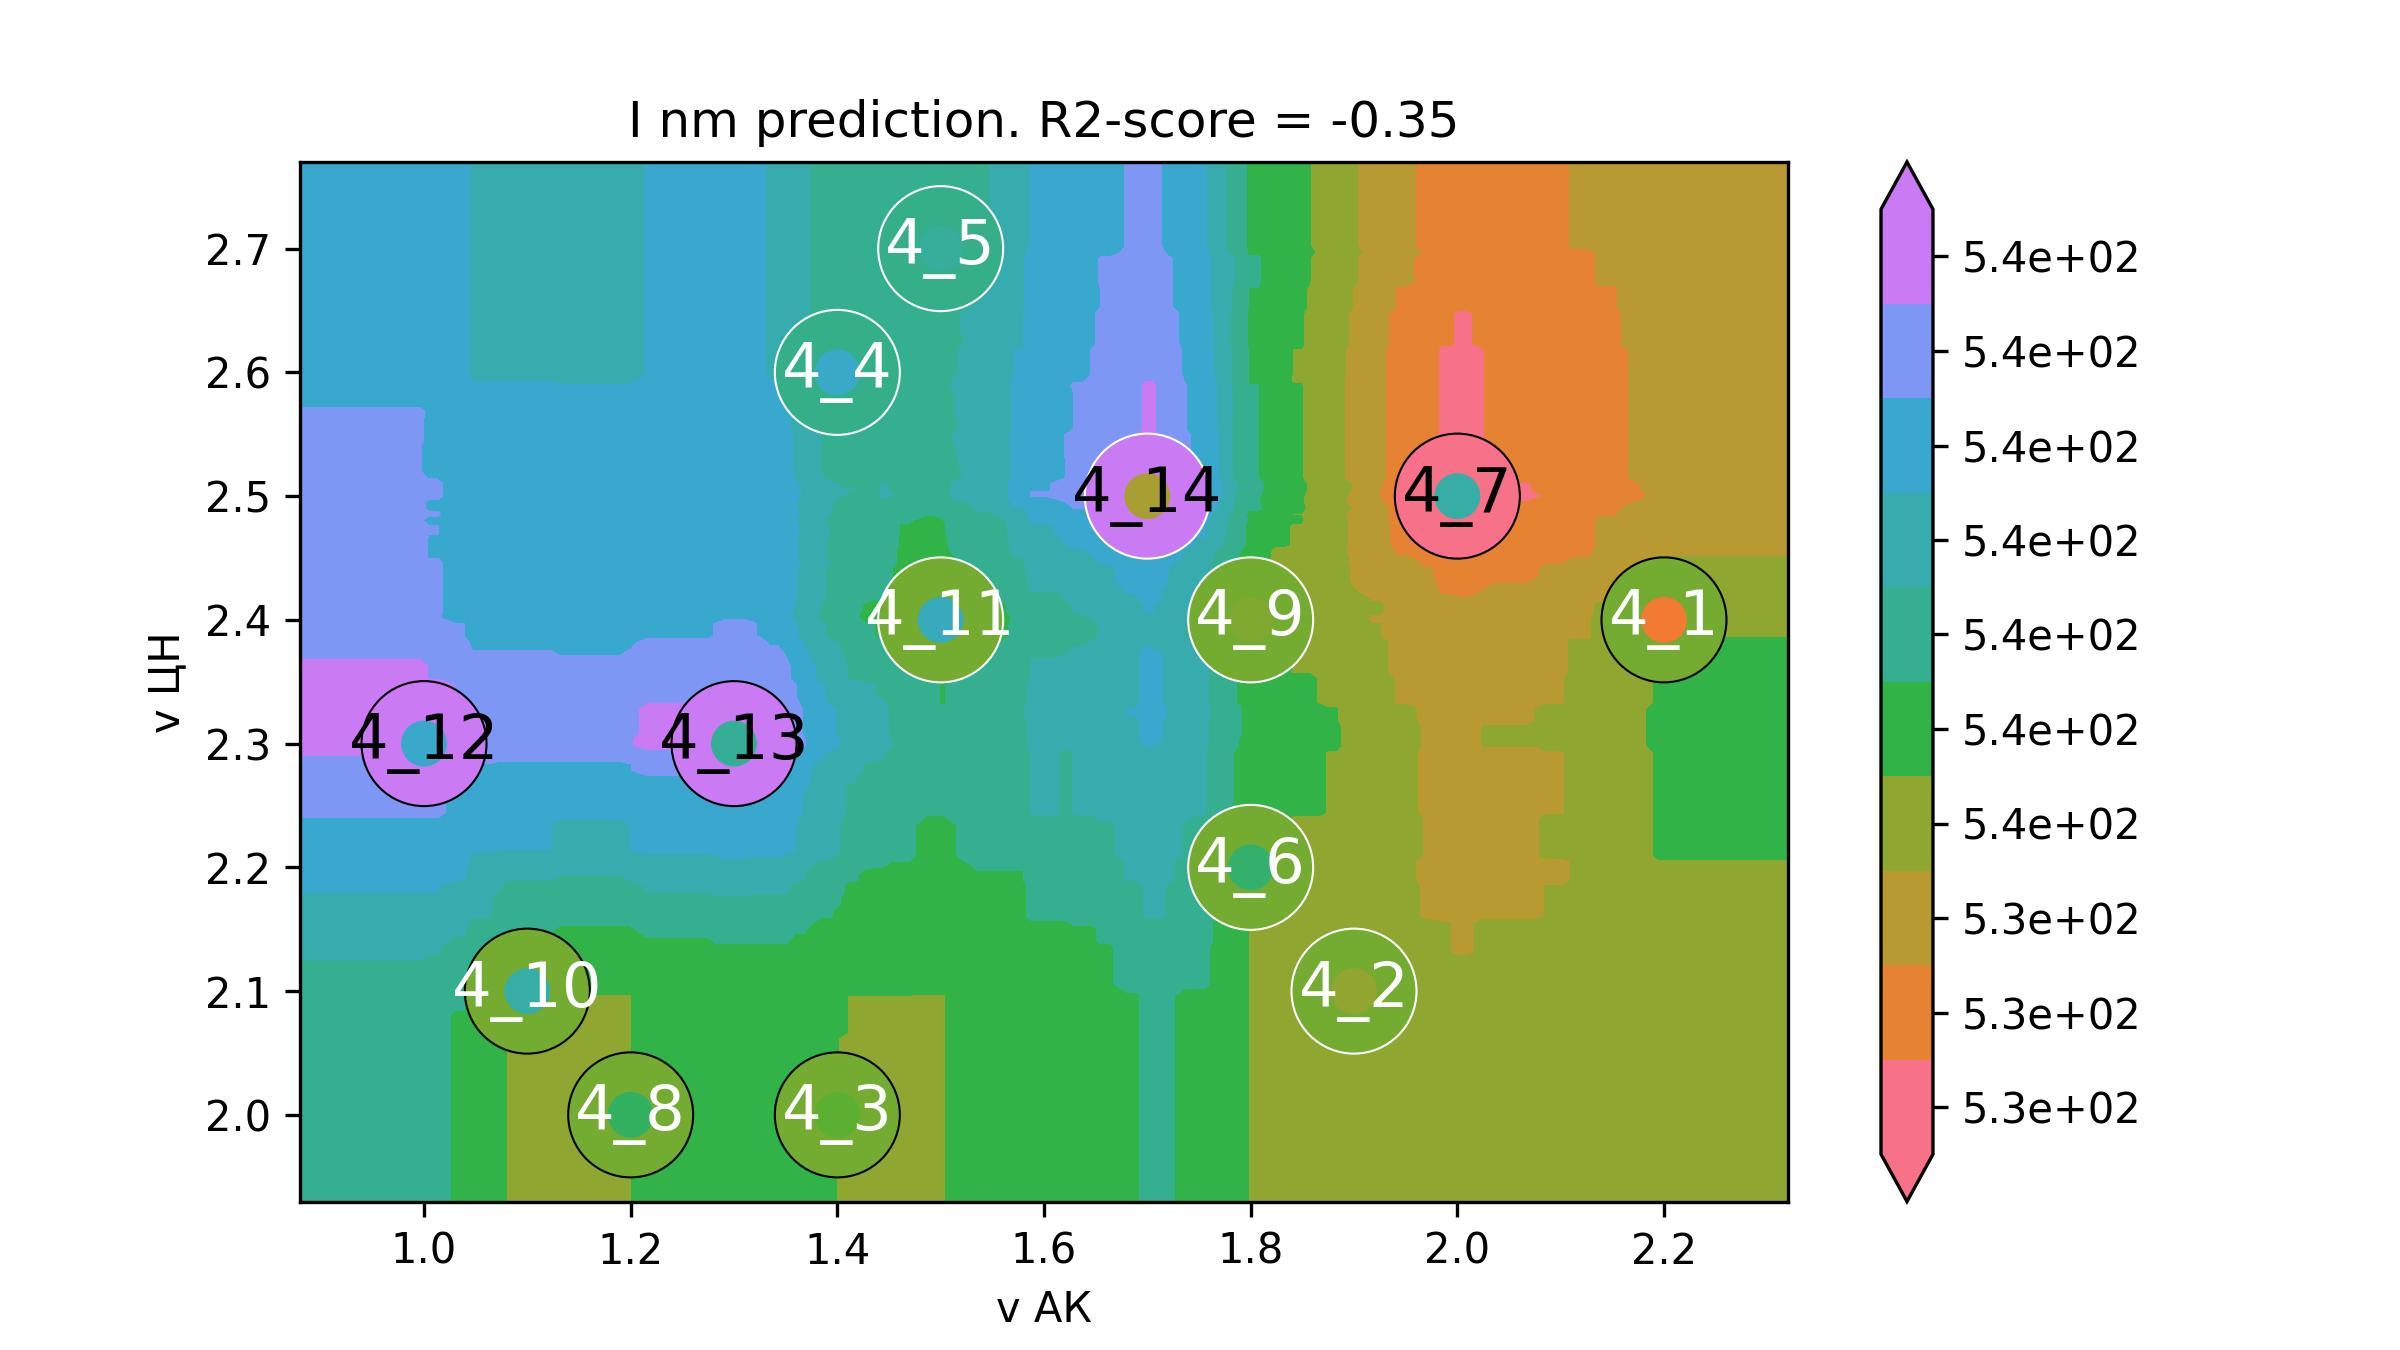 I nm prediction. R2-score = -0.35
v ЦН
2.7
2.6
2.5
2.4
2.3
2.2
2.1
2.0
4_5
4_4
4_14
4_7
4_11
4_9
4_1
4_12
4_13
4_6
4_10
4_2
4_8
4_3
1.0
1.2
1.4
1.6
1.8
2.0
2.2
v АК
5.4e+02
5.4e+02
5.4e+02
5.4e+02
5.4e+02
5.4e+02
5.4e+02
5.3e+02
5.3e+02
5.3e+02